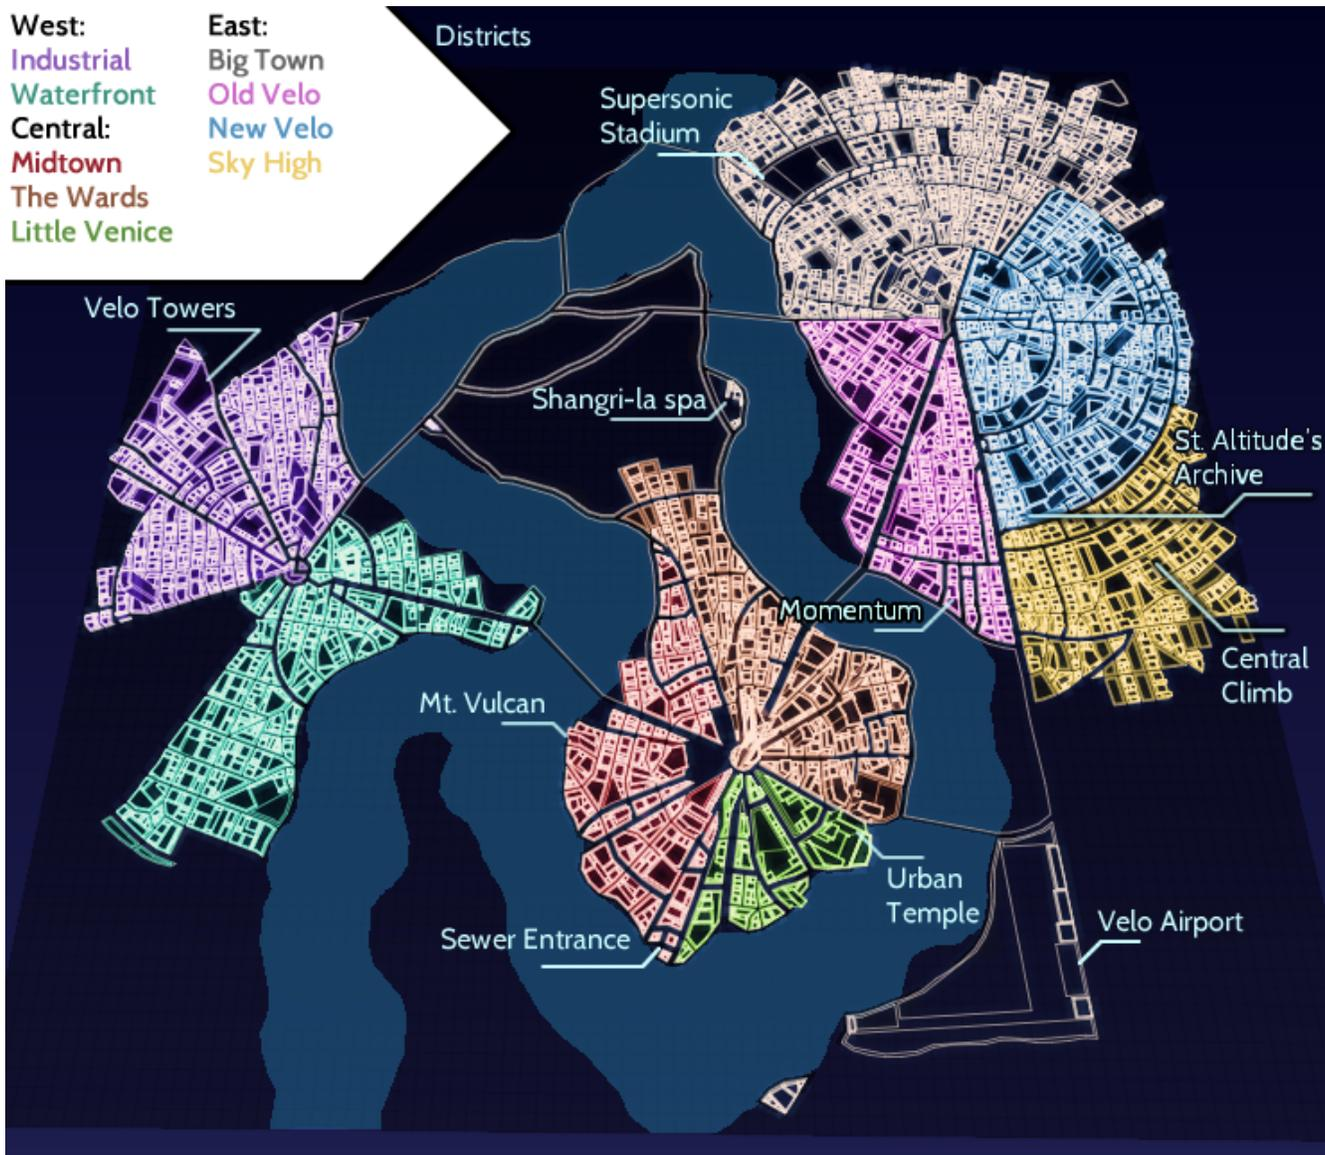 West:
Industrial
Waterfront
Central:
Midtown
The Wards
Little Venice
East:
Big Town
Old Velo
New Velo
Sky High
Districts
Supersonic
Stadium
Velo Towers
Shangri-la spa
St. Altitude's
Archive
Momentum
Central
Climb
Mt. Vulcan
Urban
Temple
Sewer Entrance
Velo Airport